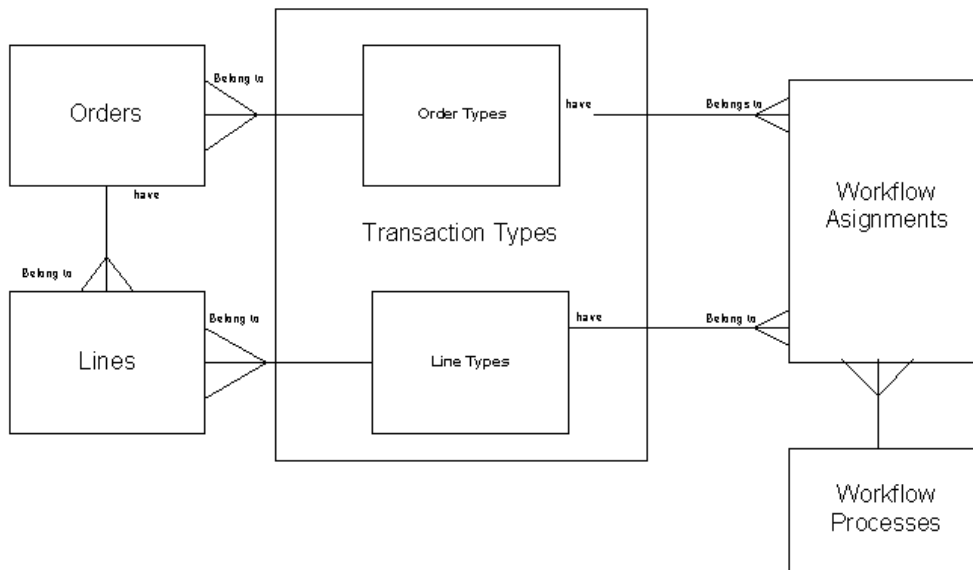 Belong to
Orders
Order Types
have
Belongs to
have
Workflow
Asignments
Transaction Types
Belong to
Belong to
have
Belong to
Lines
Line Types
Workflow
Processes